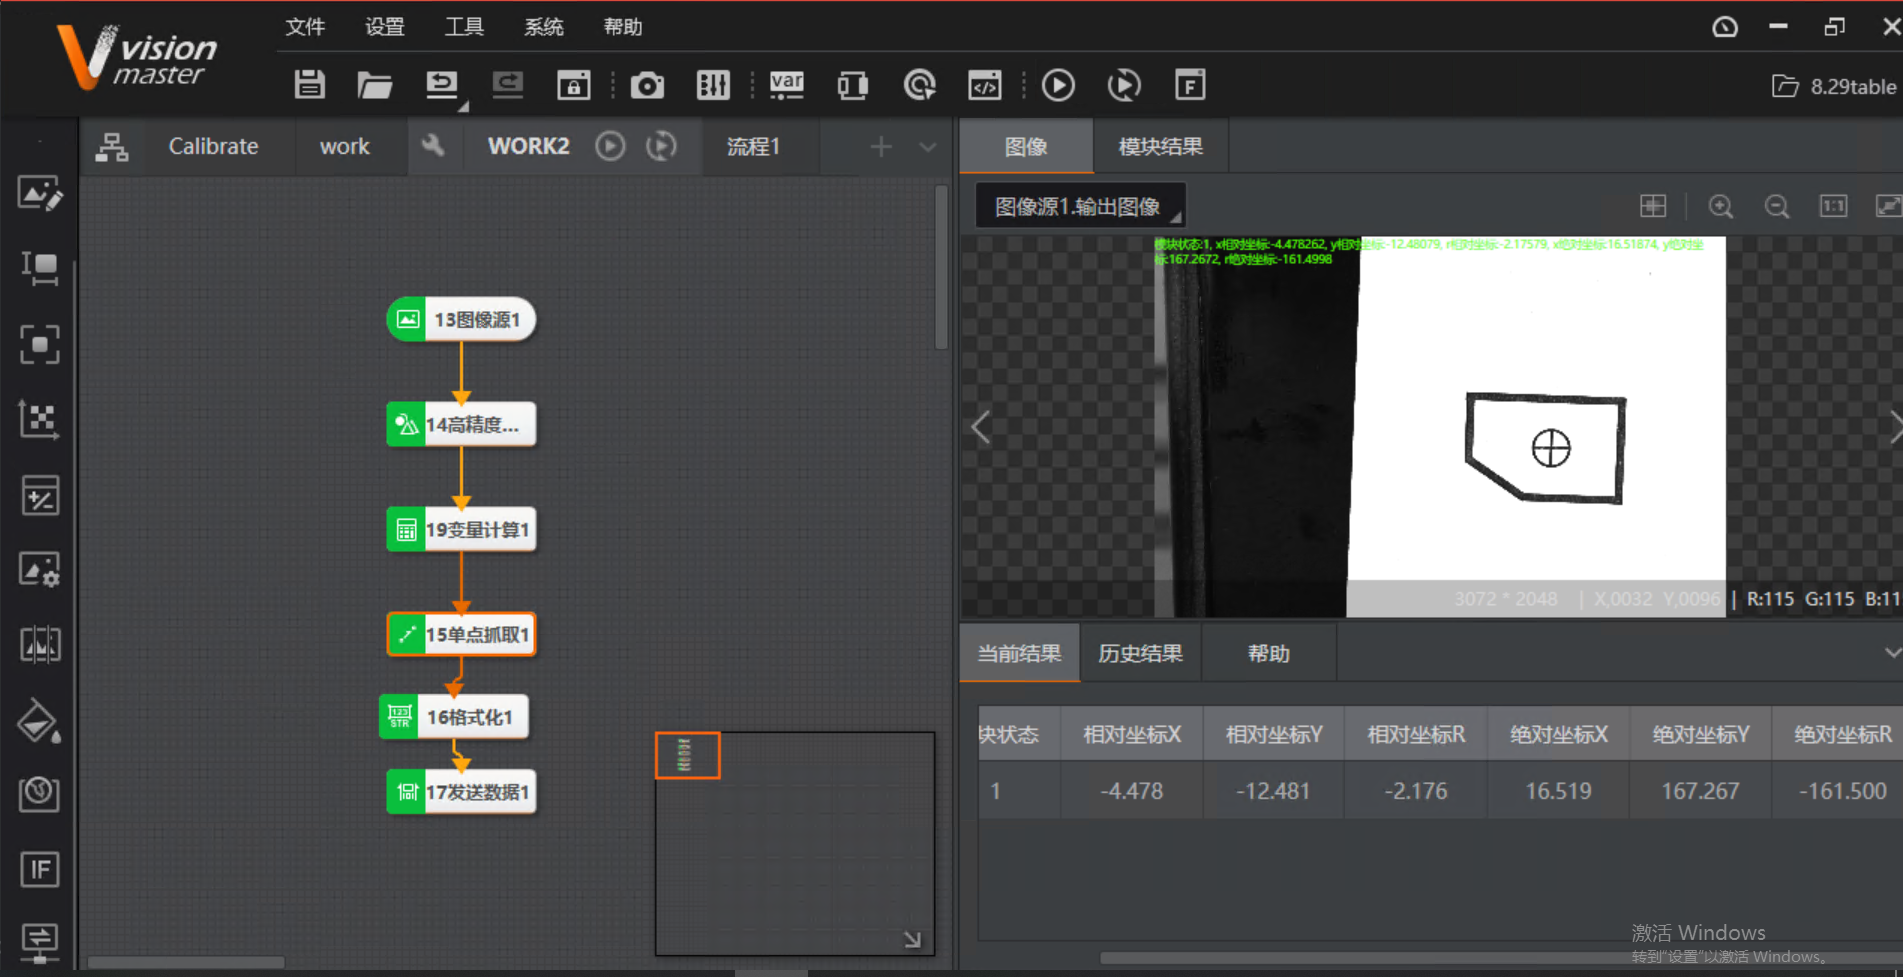 vision
master
文件 设置 工具 系统 帮助
var
F
8.29table
Calibrate work WORK2 流程1
图像 模块结果
图像源1.输出图像
1:1
模块状态:1, x相对坐标:-4.478262, y相对坐标:-12.48079, r相对坐标:-2.17579, x绝对坐标:16.51874, y绝对坐
标:167.2672, r绝对坐标:-161.4998
13图像源1
14高精度...
19变量计算1
15单点抓取1
123
STR
16格式化1
17发送数据1
IF
3072 * 2048 | X,0032 Y,0096 | R:115 G:115 B:11
当前结果 历史结果 帮助
块状态 相对坐标X 相对坐标Y 相对坐标R 绝对坐标X 绝对坐标Y 绝对坐标R
1 -4.478 -12.481 -2.176 16.519 167.267 -161.500
激活 Windows
转到"设置"以激活 Windows。